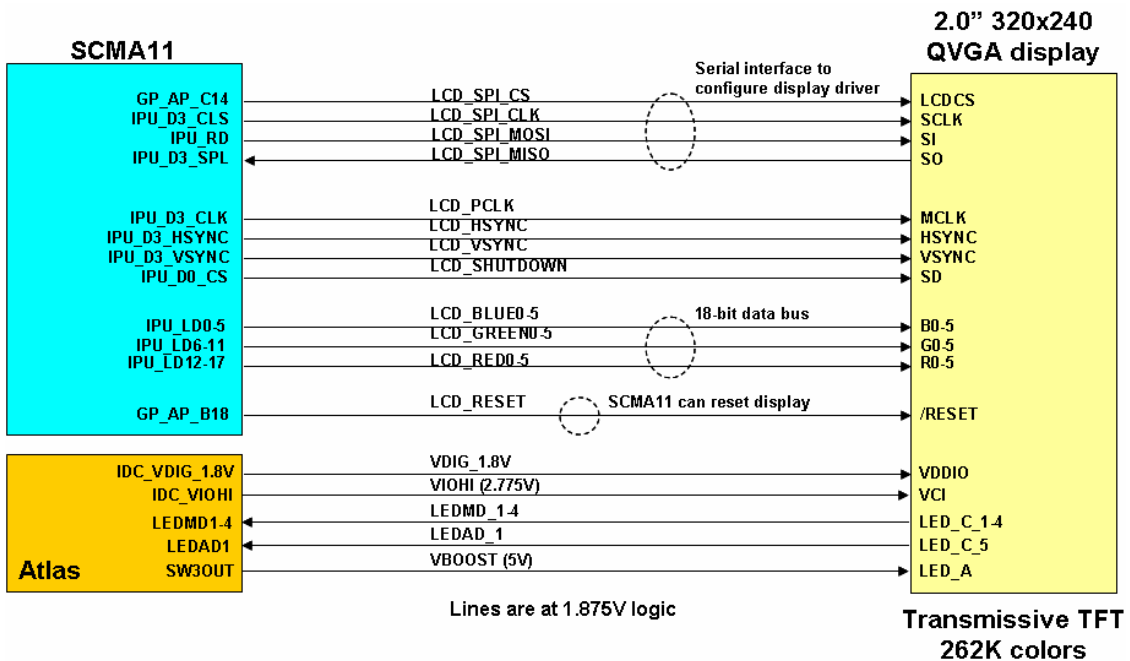 2.0” 320x240
QVGA display
SCMA11
Serial interface to
configure display driver
GP_AP_C14 LCD_SPI_CS LCDCS
IPU_D3_CLS LCD_SPI_CLK SCLK
IPU_RD LCD_SPI_MOSI SI
IPU_D3_SPL LCD_SPI_MISO SO
IPU_D3_CLK LCD_PCLK MCLK
IPU_D3_HSYNC LCD_HSYNC HSYNC
IPU_D3_VSYNC LCD_VSYNC VSYNC
IPU_D0_CS LCD_SHUTDOWN SD
IPU_LD0-5 LCD_BLUE0-5 18-bit data bus B0-5
IPU_LD6-11 LCD_GREEN0-5 G0-5
IPU_LD12-17 LCD_RED0-5 R0-5
GP_AP_B18 LCD_RESET SCMA11 can reset display /RESET
IDC_VDIG_1.8V VDIG_1.8V VDDIO
IDC_VIOHI VIOHI (2.775V) VCI
LEDMD1-4 LEDMD_1-4 LED_C_1-4
LEDAD1 LEDAD_1 LED_C_5
Atlas SW3OUT VBOOST (5V) LED_A
Lines are at 1.875V logic
Transmissive TFT
262K colors